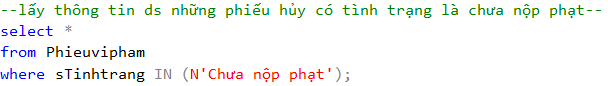 --lấy thông tin ds những phiếu hủy có tình trạng là chưa nộp phạt--
select *
from Phieuvipham
where sTinhtrang IN (N'Chưa nộp phạt');